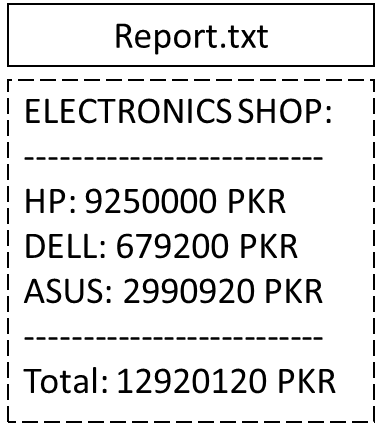 Report.txt
ELECTRONICS SHOP:
-------------------------
HP: 9250000 PKR
DELL: 679200 PKR
ASUS: 2990920 PKR
-------------------------
Total: 12920120 PKR